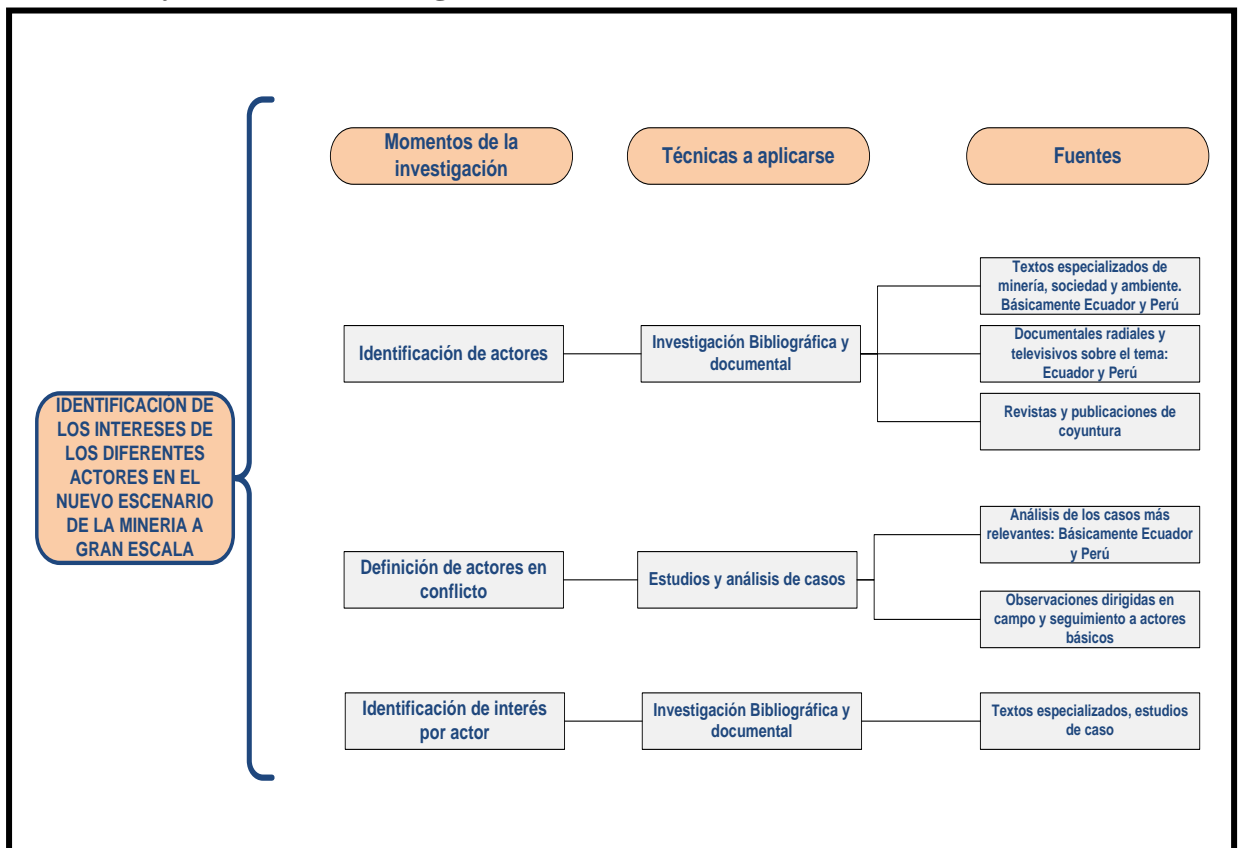 Momentos de la
investigación
Técnicas a aplicarse
Fuentes
IDENTIFICACIÓN DE
LOS INTERESES DE
LOS DIFERENTES
ACTORES EN EL
NUEVO ESCENARIO
DE LA MINERIA A
GRAN ESCALA
Identificación de actores
Investigación Bibliográfica y
documental
Textos especializados de
minería, sociedad y ambiente.
Básicamente Ecuador y Perú
Documentales radiales y
televisivos sobre el tema:
Ecuador y Perú
Revistas y publicaciones de
coyuntura
Definición de actores en
conflicto
Estudios y análisis de casos
Análisis de los casos más
relevantes: Básicamente Ecuador
y Perú
Observaciones dirigidas en
campo y seguimiento a actores
básicos
Identificación de interés
por actor
Investigación Bibliográfica y
documental
Textos especializados, estudios
de caso